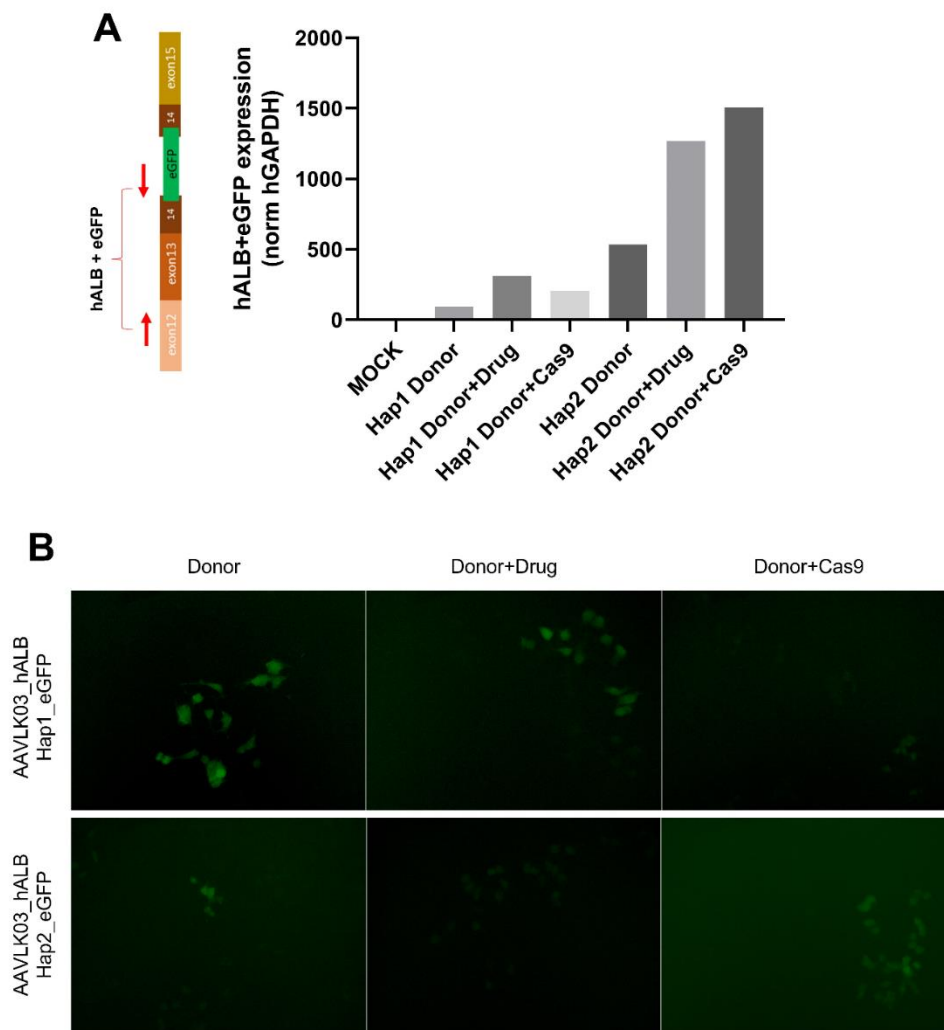 A
exon15
14
eGFP
14
exon13
exon12
hALB + eGFP
hALB+eGFP expression
(norm hGAPDH)
2000
1500
1000
500
0
MOCK
Hap1 Donor
Hap1 Donor+Drug
Hap1 Donor+Cas9
Hap2 Donor
Hap2 Donor+Drug
Hap2 Donor+Cas9
B
Donor
Donor+Drug
Donor+Cas9
AAVLK03_hALB
Hap1_eGFP
AAVLK03_hALB
Hap2_eGFP